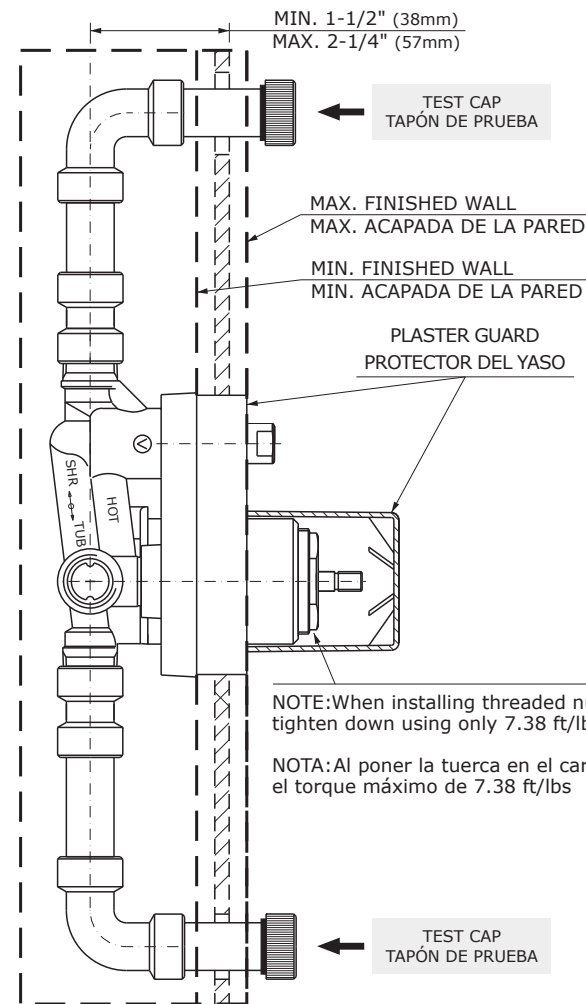 MIN. 1-1/2" (38mm)
MAX. 2-1/4" (57mm)
TEST CAP
TAPÓN DE PRUEBA
MAX. FINISHED WALL
MAX. ACAPADA DE LA PARED
MIN. FINISHED WALL
MIN. ACAPADA DE LA PARED
PLASTER GUARD
PROTECTOR DEL YASO
V
SHR
TUB
HOT
NOTE:When installing threaded
tighten down using only 7.38
NOTA:Al poner la tuerca en el
el torque máximo de 7.38 ft/lbs
TEST CAP
TAPÓN DE PRUEBA